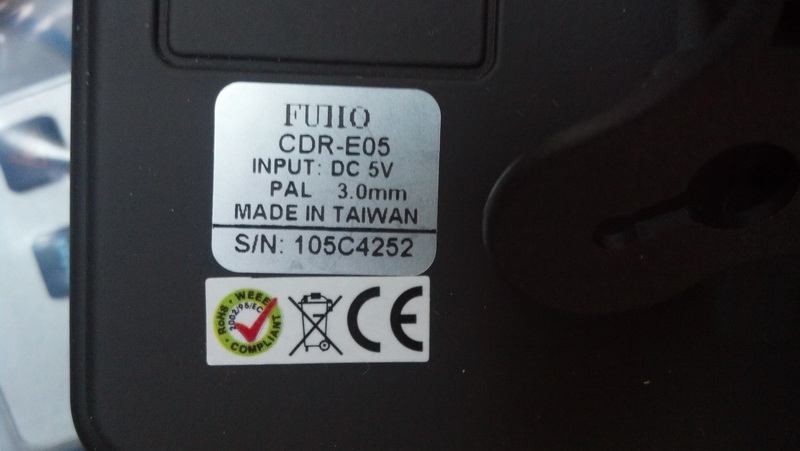 FUHO
CDR-E05
INPUT: DC 5V
PAL 3.0mm
MADE IN TAIWAN
S/N: 105C4252
RoHS · WEEE
2002/95/EC
COMPLIANT
CE